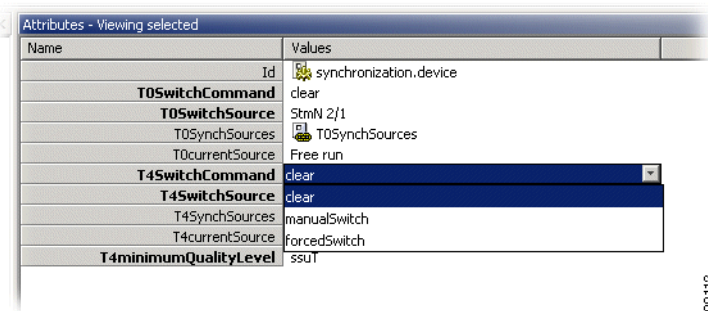 Attributes - Viewing selected
Name Values
Id synchronization.device
T0SwitchCommand clear
T0SwitchSource StmN 2/1
T0SynchSources T0SynchSources
T0currentSource Free run
T4SwitchCommand clear
T4SwitchSource clear
T4SynchSources manualSwitch
T4currentSource forcedSwitch
T4minimumQualityLevel ssuT